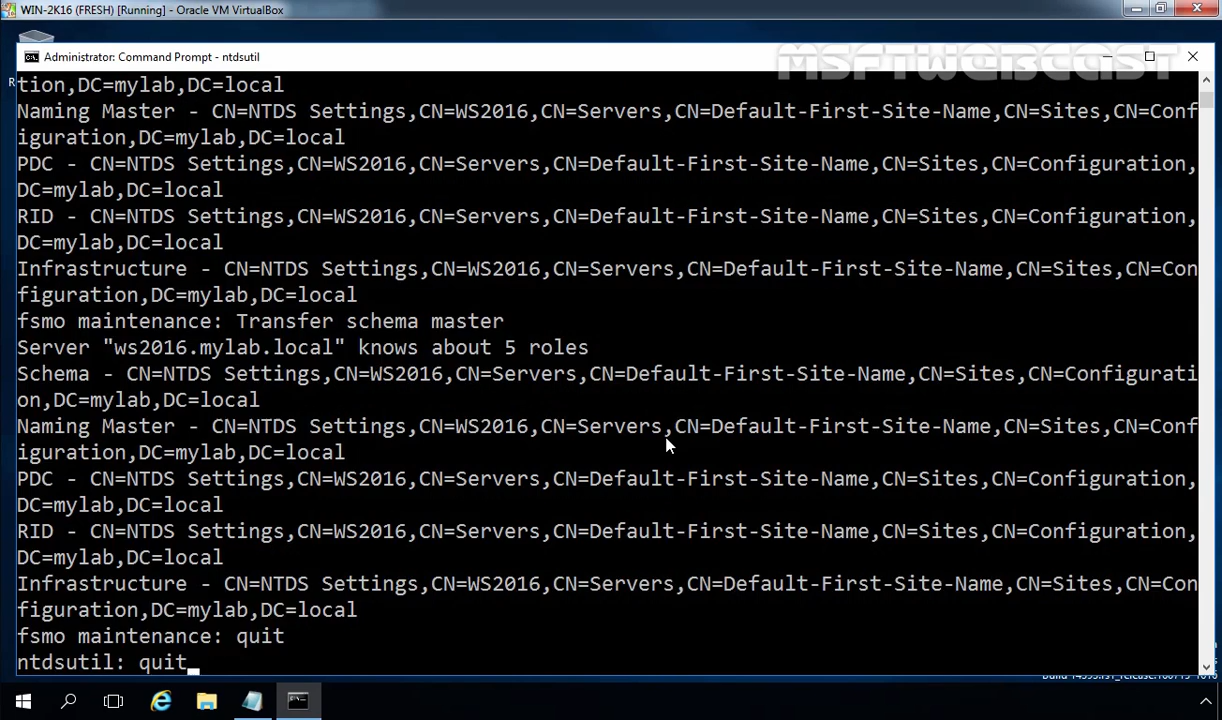 WIN-2K16 (FRESH) [Running] - Oracle VM VirtualBox
Administrator: Command Prompt - ntdsutil
MSFTWEBCAST
R
tion,DC=mylab,DC=local
Naming Master - CN=NTDS Settings,CN=WS2016,CN=Servers,CN=Default-First-Site-Name,CN=Sites,CN=Conf
iguration,DC=mylab,DC=local
PDC - CN=NTDS Settings,CN=WS2016,CN=Servers,CN=Default-First-Site-Name,CN=Sites,CN=Configuration,
DC=mylab,DC=local
RID - CN=NTDS Settings,CN=WS2016,CN=Servers,CN=Default-First-Site-Name,CN=Sites,CN=Configuration,
DC=mylab,DC=local
Infrastructure - CN=NTDS Settings,CN=WS2016,CN=Servers,CN=Default-First-Site-Name,CN=Sites,CN=Con
figuration,DC=mylab,DC=local
fsmo maintenance: Transfer schema master
Server "ws2016.mylab.local" knows about 5 roles
Schema - CN=NTDS Settings,CN=WS2016,CN=Servers,CN=Default-First-Site-Name,CN=Sites,CN=Configurati
on,DC=mylab,DC=local
Naming Master - CN=NTDS Settings,CN=WS2016,CN=Servers,CN=Default-First-Site-Name,CN=Sites,CN=Conf
iguration,DC=mylab,DC=local
PDC - CN=NTDS Settings,CN=WS2016,CN=Servers,CN=Default-First-Site-Name,CN=Sites,CN=Configuration,
DC=mylab,DC=local
RID - CN=NTDS Settings,CN=WS2016,CN=Servers,CN=Default-First-Site-Name,CN=Sites,CN=Configuration,
DC=mylab,DC=local
Infrastructure - CN=NTDS Settings,CN=WS2016,CN=Servers,CN=Default-First-Site-Name,CN=Sites,CN=Con
figuration,DC=mylab,DC=local
fsmo maintenance: quit
ntdsutil: quit